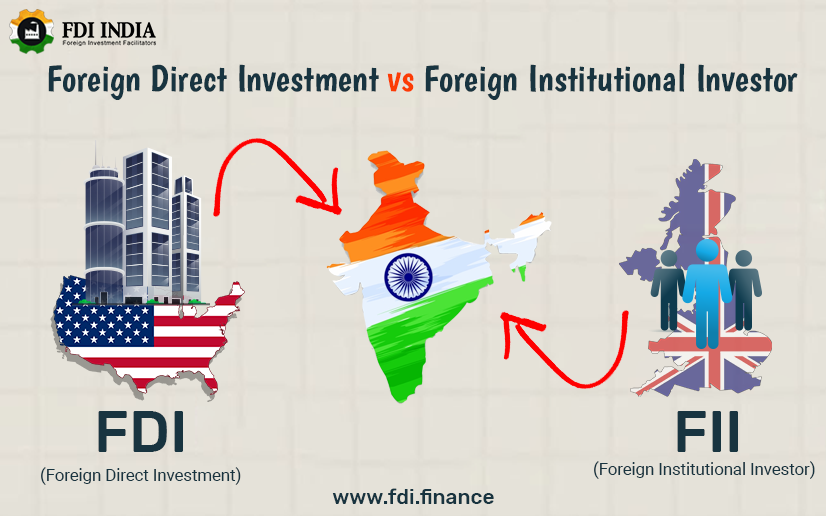 FDI INDIA
Foreign Investment Facilitators
Foreign Direct Investment vs Foreign Institutional Investor
FDI
(Foreign Direct Investment)
FII
(Foreign Institutional Investor)
www.fdi.finance